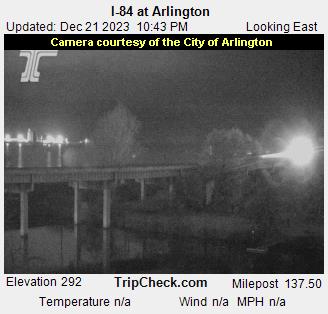 I-84 at Arlington
Updated: Dec 21 2023 10:43 PM Looking East
Camera courtesy of the City of Arlington
Elevation 292 TripCheck.com Milepost 137.50
Temperature n/a Wind n/a MPH n/a